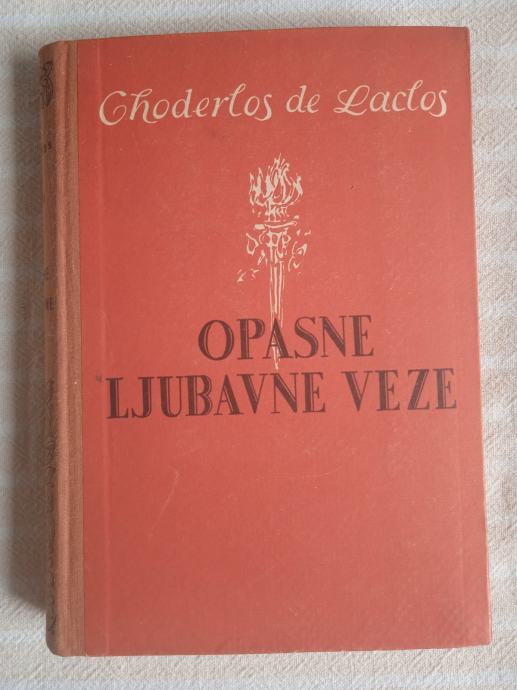 Choderlos de Laclos
OPASNE
LJUBAVNE VEZE